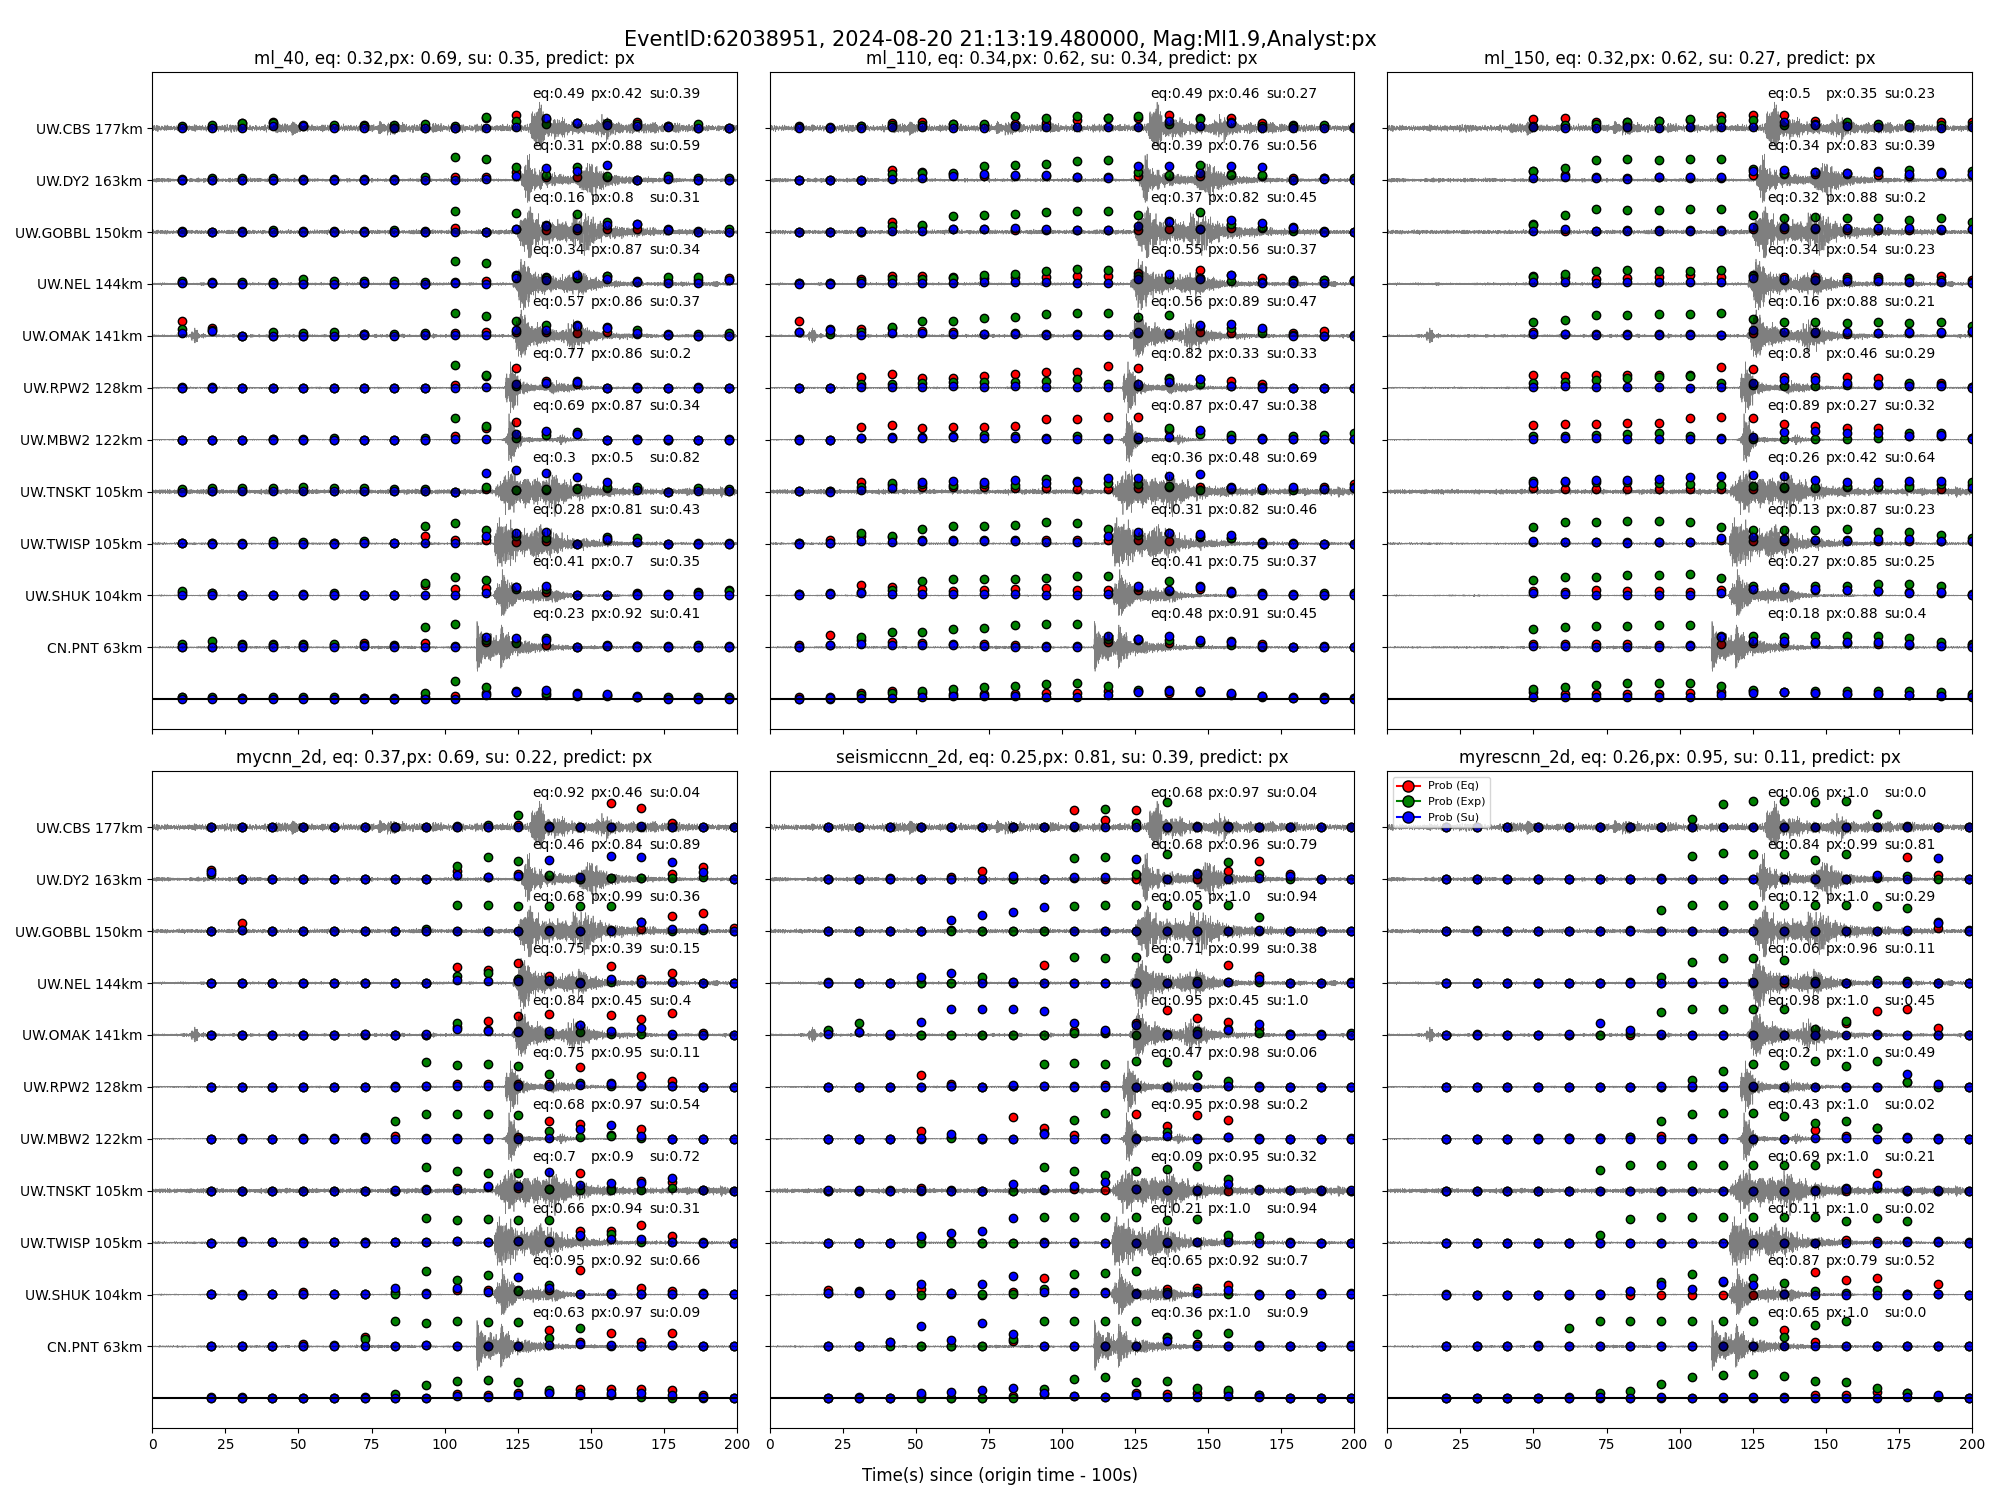 EventID:62038951, 2024-08-20 21:13:19.480000, Mag:Ml1.9,Analyst:px
ml_40, eq: 0.32,px: 0.69, su: 0.35, predict: px
UW.CBS 177km
eq:0.49 px:0.42 su:0.39
UW.DY2 163km
eq:0.31 px:0.88 su:0.59
UW.GOBBL 150km
eq:0.16 px:0.8 su:0.31
UW.NEL 144km
eq:0.34 px:0.87 su:0.34
UW.OMAK 141km
eq:0.57 px:0.86 su:0.37
UW.RPW2 128km
eq:0.77 px:0.86 su:0.2
UW.MBW2 122km
eq:0.69 px:0.87 su:0.34
UW.TNSKT 105km
eq:0.3 px:0.5 su:0.82
UW.TWISP 105km
eq:0.28 px:0.81 su:0.43
UW.SHUK 104km
eq:0.41 px:0.7 su:0.35
CN.PNT 63km
eq:0.23 px:0.92 su:0.41
ml_110, eq: 0.34,px: 0.62, su: 0.34, predict: px
eq:0.49 px:0.46 su:0.27
eq:0.39 px:0.76 su:0.56
eq:0.37 px:0.82 su:0.45
eq:0.55 px:0.56 su:0.37
eq:0.56 px:0.89 su:0.47
eq:0.82 px:0.33 su:0.33
eq:0.87 px:0.47 su:0.38
eq:0.36 px:0.48 su:0.69
eq:0.31 px:0.82 su:0.46
eq:0.41 px:0.75 su:0.37
eq:0.48 px:0.91 su:0.45
ml_150, eq: 0.32,px: 0.62, su: 0.27, predict: px
eq:0.5 px:0.35 su:0.23
eq:0.34 px:0.83 su:0.39
eq:0.32 px:0.88 su:0.2
eq:0.34 px:0.54 su:0.23
eq:0.16 px:0.88 su:0.21
eq:0.8 px:0.46 su:0.29
eq:0.89 px:0.27 su:0.32
eq:0.26 px:0.42 su:0.64
eq:0.13 px:0.87 su:0.23
eq:0.27 px:0.85 su:0.25
eq:0.18 px:0.88 su:0.4
mycnn_2d, eq: 0.37,px: 0.69, su: 0.22, predict: px
UW.CBS 177km
eq:0.92 px:0.46 su:0.04
UW.DY2 163km
eq:0.46 px:0.84 su:0.89
UW.GOBBL 150km
eq:0.68 px:0.99 su:0.36
UW.NEL 144km
eq:0.75 px:0.39 su:0.15
UW.OMAK 141km
eq:0.84 px:0.45 su:0.4
UW.RPW2 128km
eq:0.75 px:0.95 su:0.11
UW.MBW2 122km
eq:0.68 px:0.97 su:0.54
UW.TNSKT 105km
eq:0.7 px:0.9 su:0.72
UW.TWISP 105km
eq:0.66 px:0.94 su:0.31
UW.SHUK 104km
eq:0.95 px:0.92 su:0.66
CN.PNT 63km
eq:0.63 px:0.97 su:0.09
0 25 50 75 100 125 150 175 200
seismiccnn_2d, eq: 0.25,px: 0.81, su: 0.39, predict: px
eq:0.68 px:0.97 su:0.04
eq:0.68 px:0.96 su:0.79
eq:0.05 px:1.0 su:0.94
eq:0.71 px:0.99 su:0.38
eq:0.95 px:0.45 su:1.0
eq:0.47 px:0.98 su:0.06
eq:0.95 px:0.98 su:0.2
eq:0.09 px:0.95 su:0.32
eq:0.21 px:1.0 su:0.94
eq:0.65 px:0.92 su:0.7
eq:0.36 px:1.0 su:0.9
0 25 50 75 100 125 150 175 200
myrescnn_2d, eq: 0.26,px: 0.95, su: 0.11, predict: px
Prob (Eq)
Prob (Exp)
Prob (Su)
eq:0.06 px:1.0 su:0.0
eq:0.84 px:0.99 su:0.81
eq:0.12 px:1.0 su:0.29
eq:0.06 px:0.96 su:0.11
eq:0.98 px:1.0 su:0.45
eq:0.2 px:1.0 su:0.49
eq:0.43 px:1.0 su:0.02
eq:0.69 px:1.0 su:0.21
eq:0.11 px:1.0 su:0.02
eq:0.87 px:0.79 su:0.52
eq:0.65 px:1.0 su:0.0
0 25 50 75 100 125 150 175 200
Time(s) since (origin time - 100s)